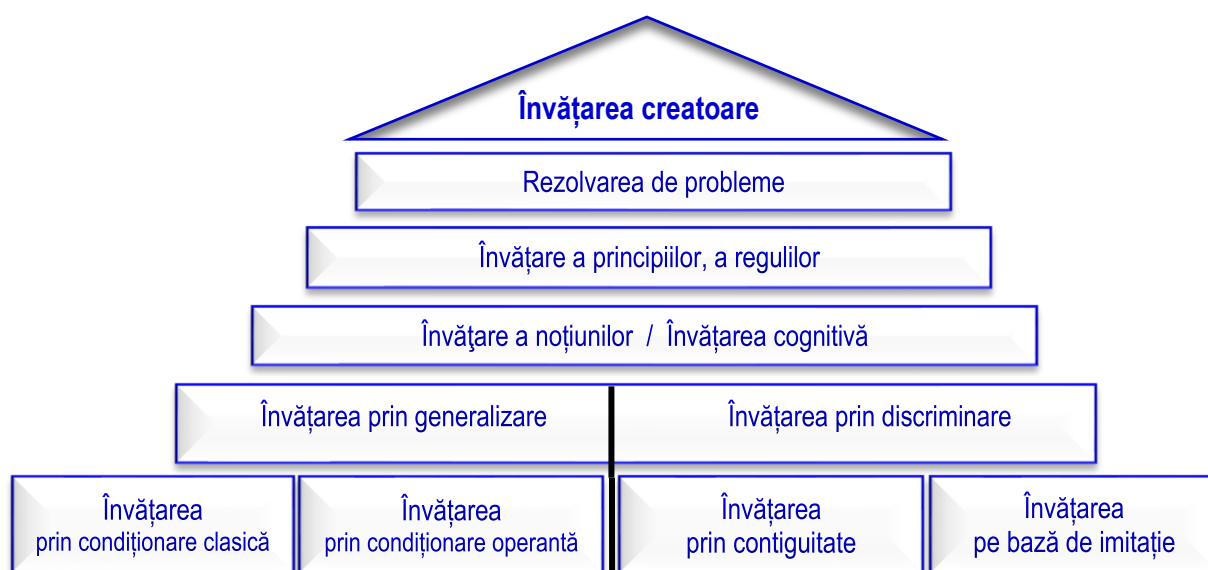 Învățarea creatoare
Rezolvarea de probleme
Învățare a principiilor, a regulilor
Învăţare a noțiunilor / Învățarea cognitivă
Învățarea prin generalizare
Învățarea prin discriminare
Învățarea
prin condiționare clasică
Învățarea
prin condiționare operantă
Învățarea
prin contiguitate
Învățarea
pe bază de imitație